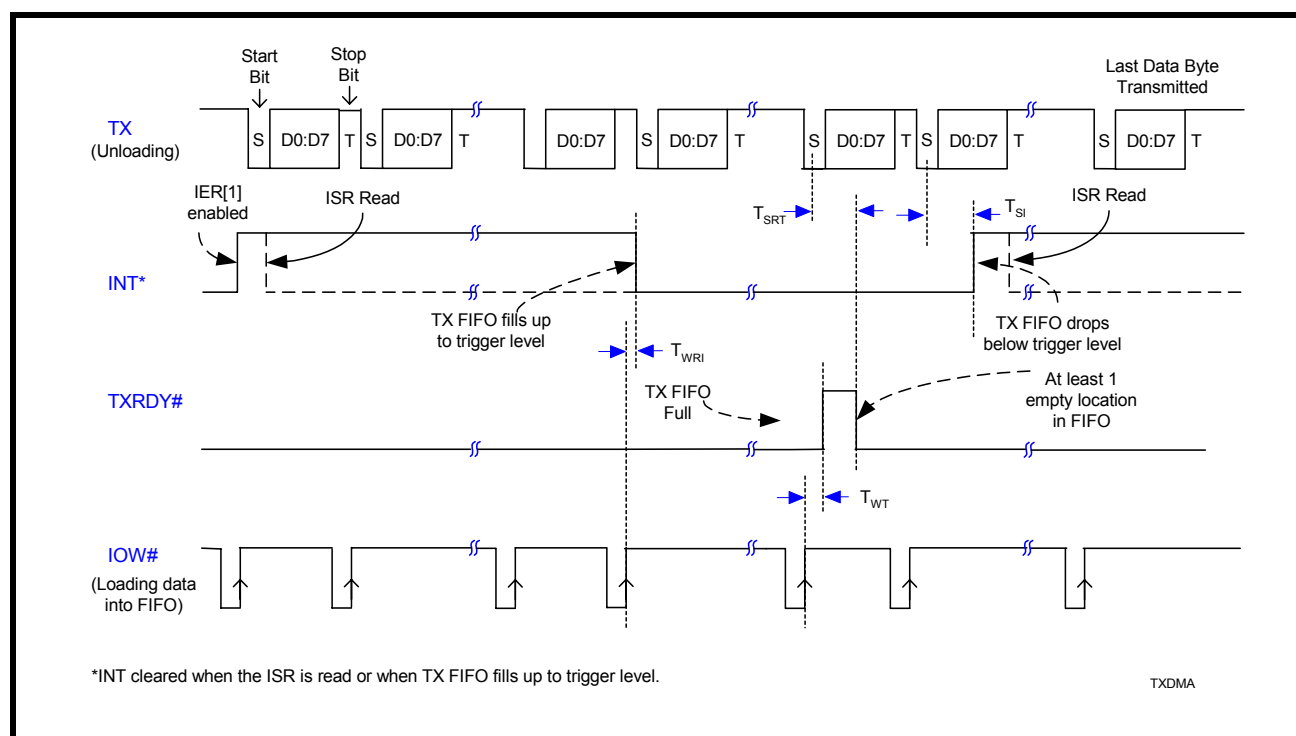 Start
Bit
Stop
Bit
Last Data Byte
Transmitted
TX
(Unloading)
S D0:D7 T S D0:D7 T D0:D7 S D0:D7 T S D0:D7 T S D0:D7 T S D0:D7 T
IER[1]
enabled
ISR Read
TSRT
TSI
ISR Read
INT*
TX FIFO fills up
to trigger level
TX FIFO drops
below trigger level
TWRI
TXRDY#
TX FIFO
Full
At least 1
empty location
in FIFO
TWT
IOW#
(Loading data
into FIFO)
*INT cleared when the ISR is read or when TX FIFO fills up to trigger level.
TXDMA